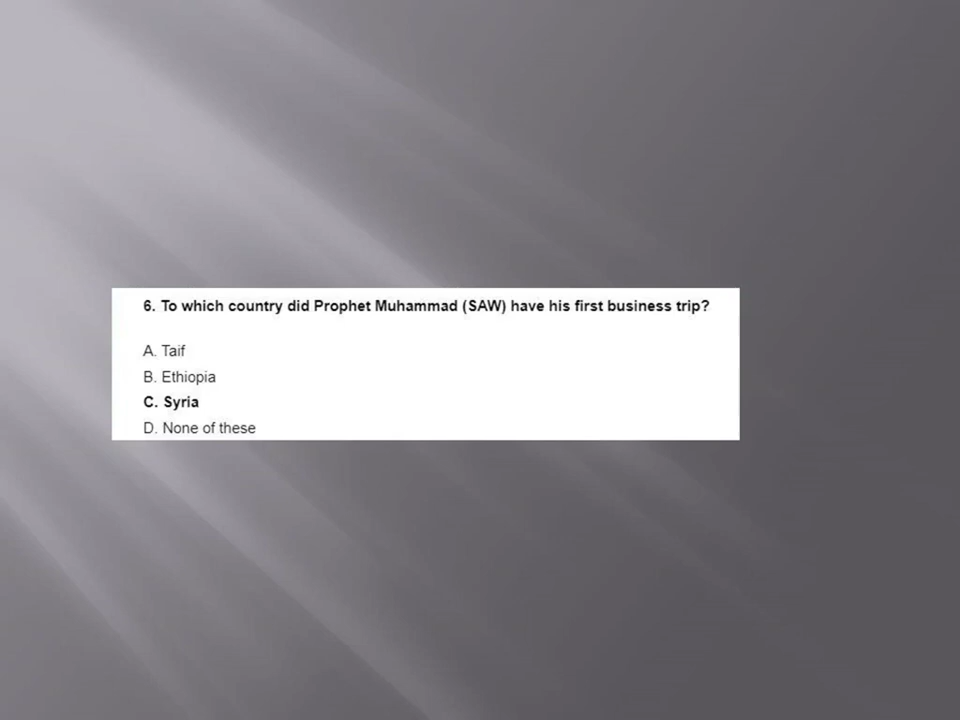 6. To which country did Prophet Muhammad (SAW) have his first business trip?
A. Taif
B. Ethiopia
C. Syria
D. None of these